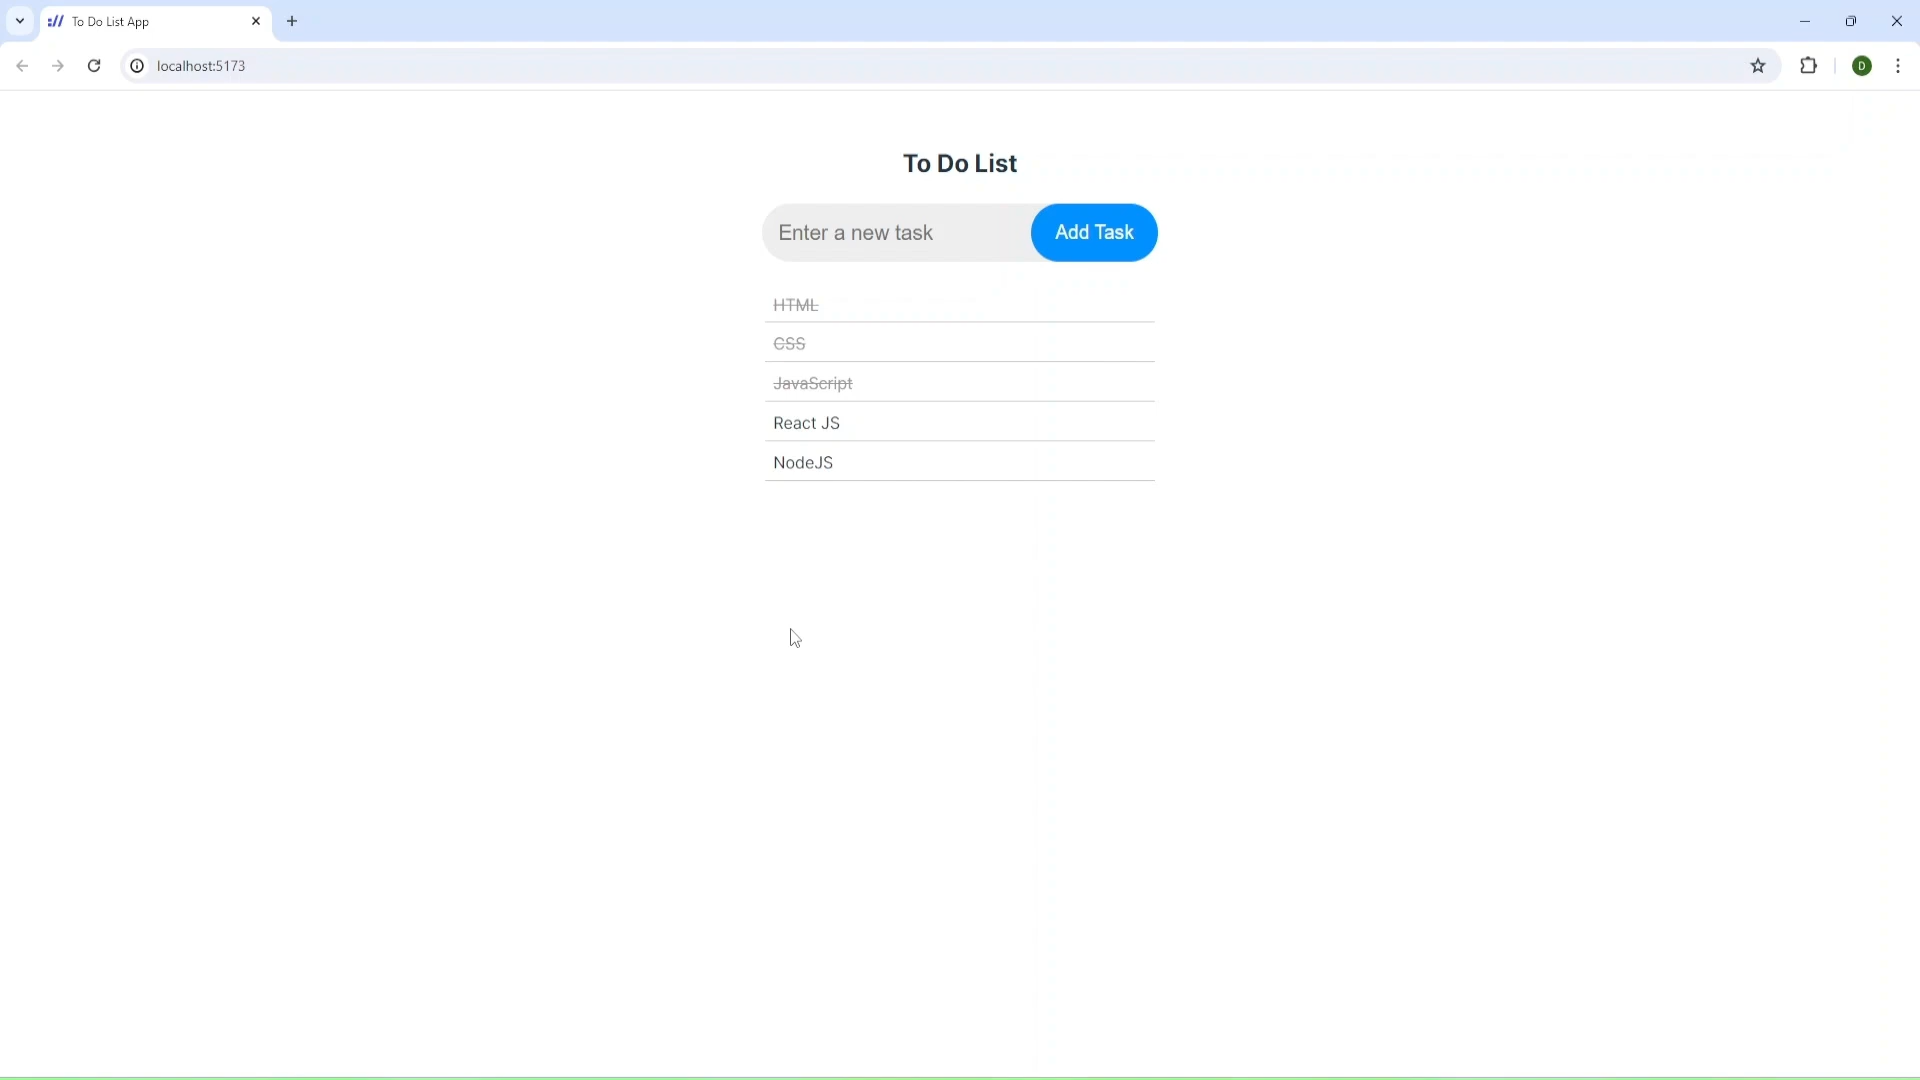 To Do List App
localhost:5173
D
To Do List
Enter a new task
Add Task
HTML
CSS
JavaScript
React JS
NodeJS